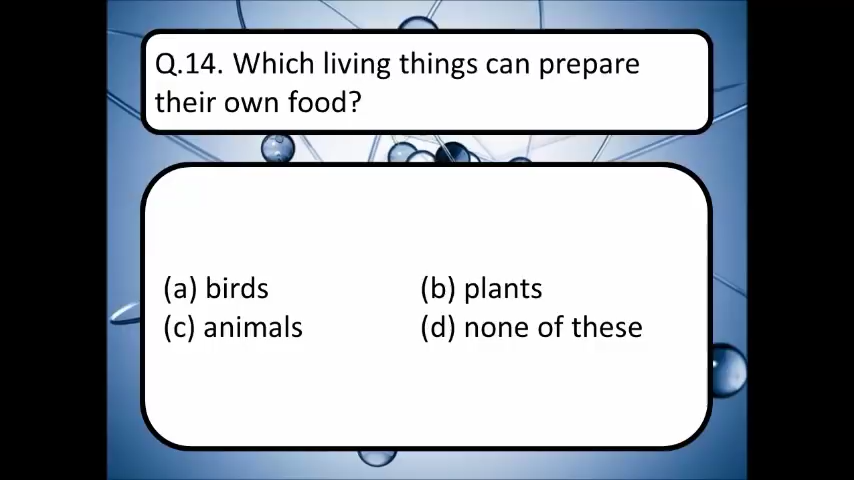 Q.14. Which living things can prepare
their own food?
(a) birds (b) plants
(c) animals (d) none of these